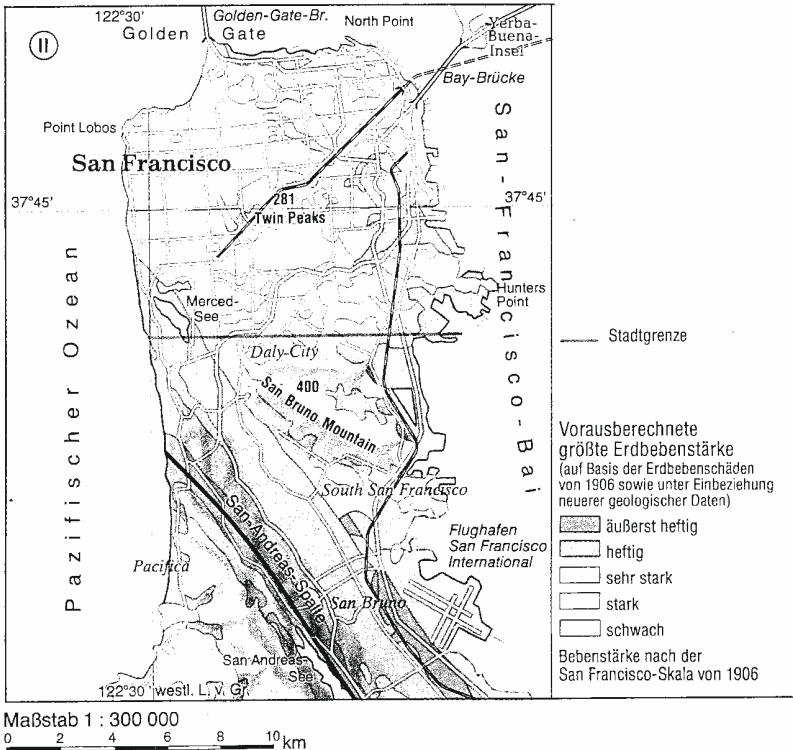 II
122°30'
Golden-Gate-Br.
Golden Gate
North Point
Yerba-
Buena-
Insel
Bay-Brücke
Point Lobos
San Francisco
37°45'
281
Twin Peaks
37°45'
San-Francisco-Bai
Pazifischer Ozean
Merced-
See
Hunters
Point
Daly-City
400
San Bruno Mountain
South San Francisco
San-Andreas-Spalte
Pacifica
San Bruno
Flughafen
San Francisco
International
San Andreas-
See
122°30' westl. L. v. Gr.
Stadtgrenze
Vorausberechnete
größte Erdbebenstärke
(auf Basis der Erdbebenschäden
von 1906 sowie unter Einbeziehung
neuerer geologischer Daten)
äußerst heftig
heftig
sehr stark
stark
schwach
Bebenstärke nach der
San Francisco-Skala von 1906
Maßstab 1 : 300 000
0 2 4 6 8 10 km